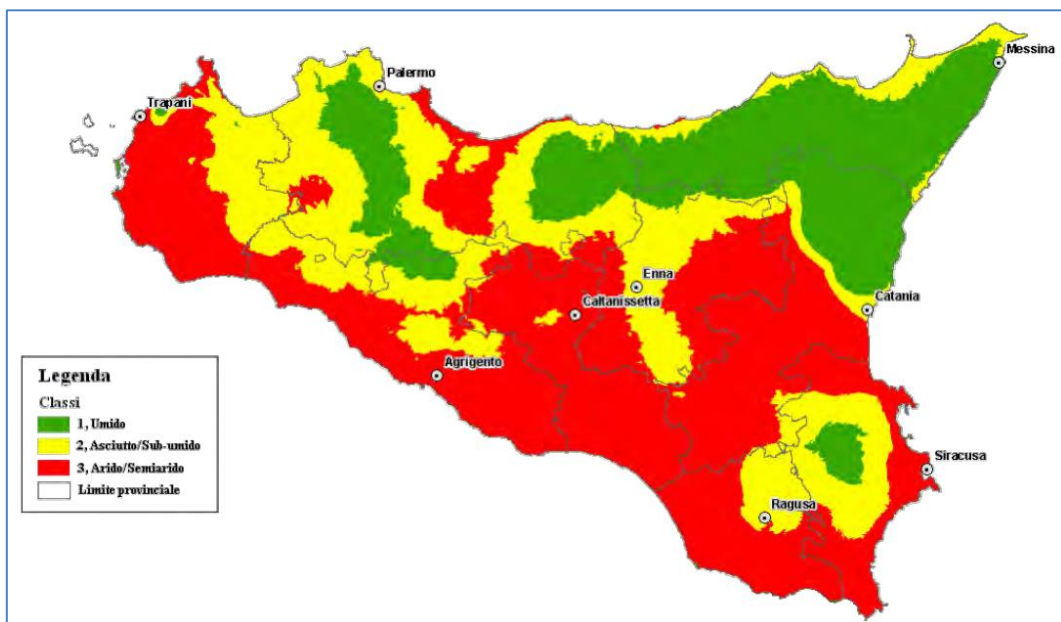 Messina
Palermo
Trapani
Enna
Caltanissetta
Catania
Agrigento
Siracusa
Ragusa
Legenda
Classi
1, Umido
2, Asciutto/Sub-umido
3, Arido/Semiarido
Limite provinciale